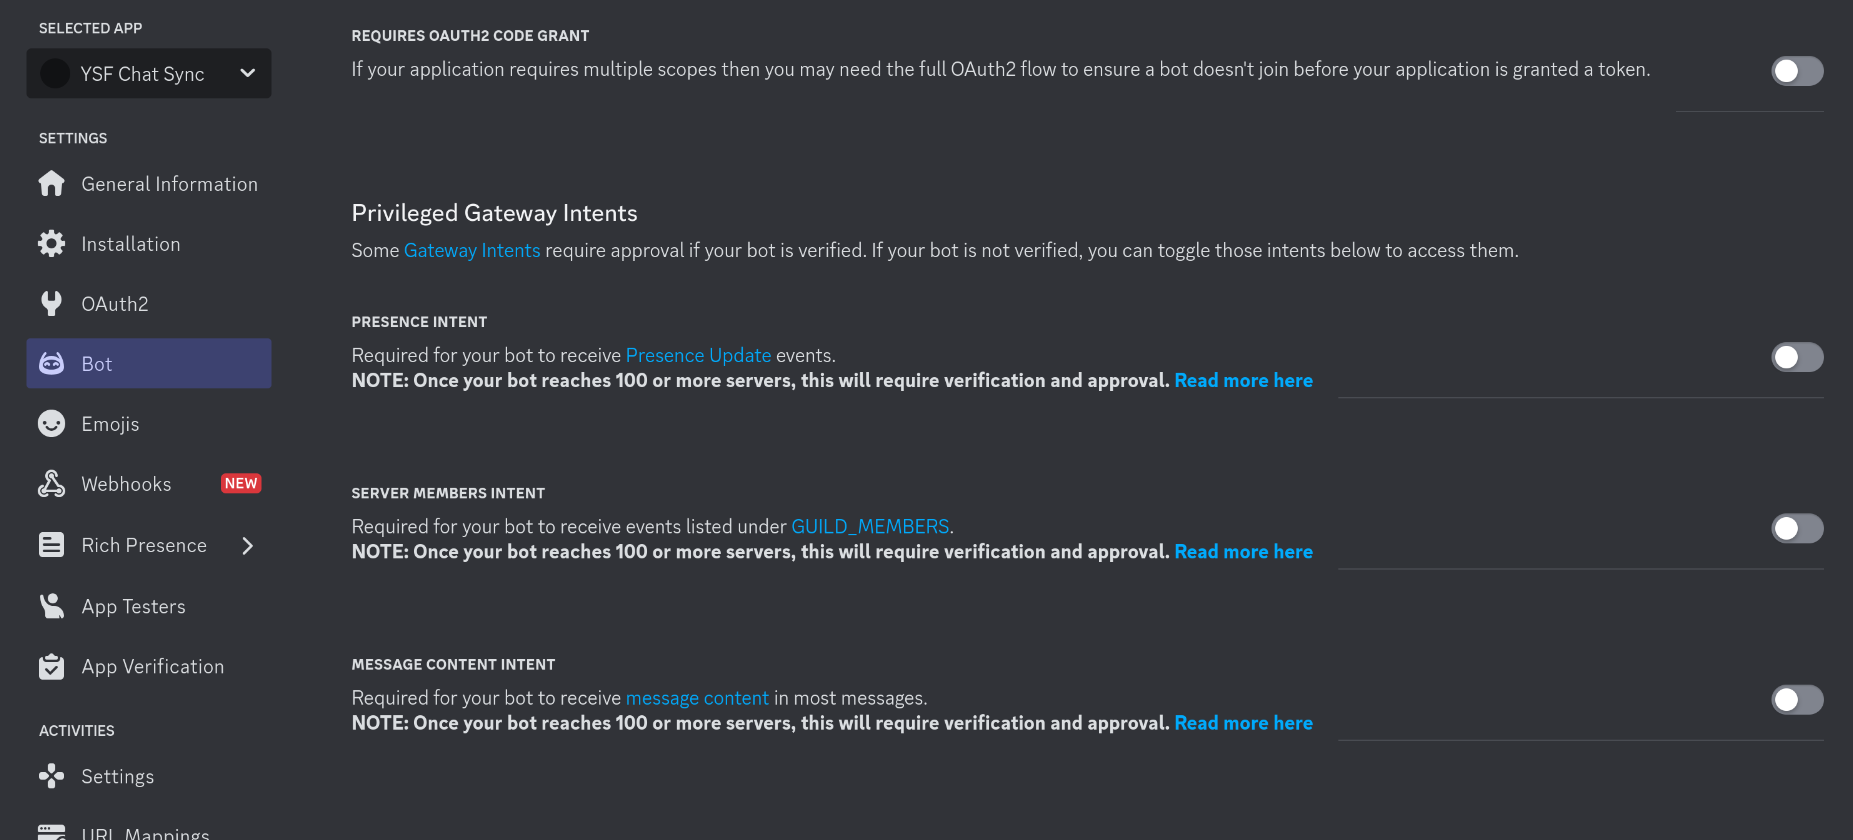 SELECTED APP
YSF Chat Sync
SETTINGS
General Information
Installation
OAuth2
Bot
Emojis
Webhooks NEW
Rich Presence
App Testers
App Verification
ACTIVITIES
Settings
URL Mappings
REQUIRES OAUTH2 CODE GRANT
If your application requires multiple scopes then you may need the full OAuth2 flow to ensure a bot doesn't join before your application is granted a token.
Privileged Gateway Intents
Some Gateway Intents require approval if your bot is verified. If your bot is not verified, you can toggle those intents below to access them.
PRESENCE INTENT
Required for your bot to receive Presence Update events.
NOTE: Once your bot reaches 100 or more servers, this will require verification and approval. Read more here
SERVER MEMBERS INTENT
Required for your bot to receive events listed under GUILD_MEMBERS.
NOTE: Once your bot reaches 100 or more servers, this will require verification and approval. Read more here
MESSAGE CONTENT INTENT
Required for your bot to receive message content in most messages.
NOTE: Once your bot reaches 100 or more servers, this will require verification and approval. Read more here